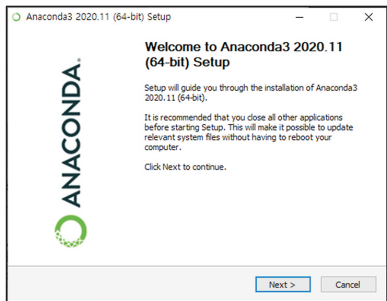 Anaconda3 2020.11 (64-bit) Setup
Welcome to Anaconda3 2020.11
(64-bit) Setup
Setup will guide you through the installation of Anaconda3
2020.11 (64-bit).
It is recommended that you close all other applications
before starting Setup. This will make it possible to update
relevant system files without having to reboot your
computer.
Click Next to continue.
ANACONDA.
Next >
Cancel